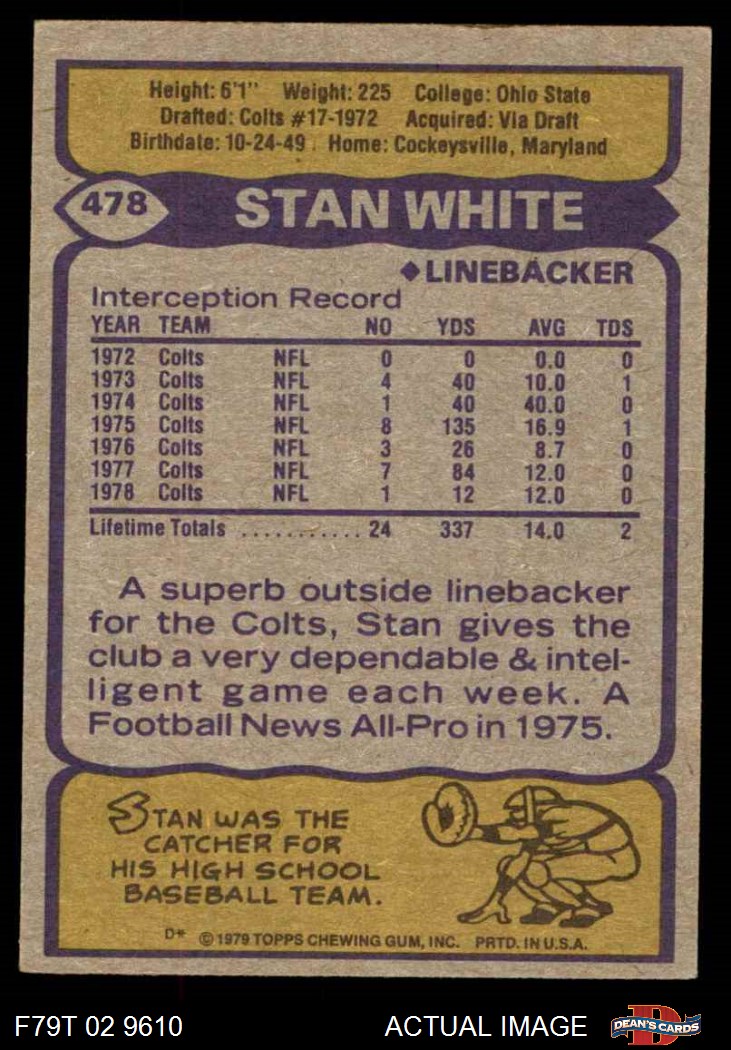 Height: 6'1" Weight: 225 College: Ohio State
Drafted: Colts #17-1972 Acquired: Via Draft
Birthdate: 10-24-49 Home: Cockeysville, Maryland
478 STAN WHITE
◆LINEBACKER
Interception Record
YEAR TEAM NO YDS AVG TDS
1972 Colts NFL 0 0 0.0 0
1973 Colts NFL 4 40 10.0 1
1974 Colts NFL 1 40 40.0 0
1975 Colts NFL 8 135 16.9 1
1976 Colts NFL 3 26 8.7 0
1977 Colts NFL 7 84 12.0 0
1978 Colts NFL 1 12 12.0 0
Lifetime Totals ............ 24 337 14.0 2
A superb outside linebacker
for the Colts, Stan gives the
club a very dependable & intel-
ligent game each week. A
Football News All-Pro in 1975.
STAN WAS THE
CATCHER FOR
HIS HIGH SCHOOL
BASEBALL TEAM.
D* © 1979 TOPPS CHEWING GUM, INC. PRTD. IN U.S.A.
F79T 02 9610 ACTUAL IMAGE D DEAN'S CARDS